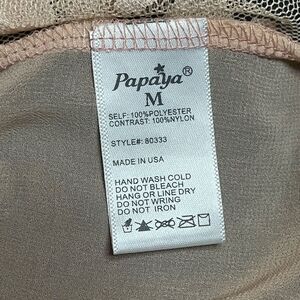 Papaya®
M
SELF: 100%POLYESTER
CONTRAST: 100%NYLON
STYLE#: 80333
MADE IN USA
HAND WASH COLD
DO NOT BLEACH
HANG OR LINE DRY
DO NOT WRING
DO NOT IRON